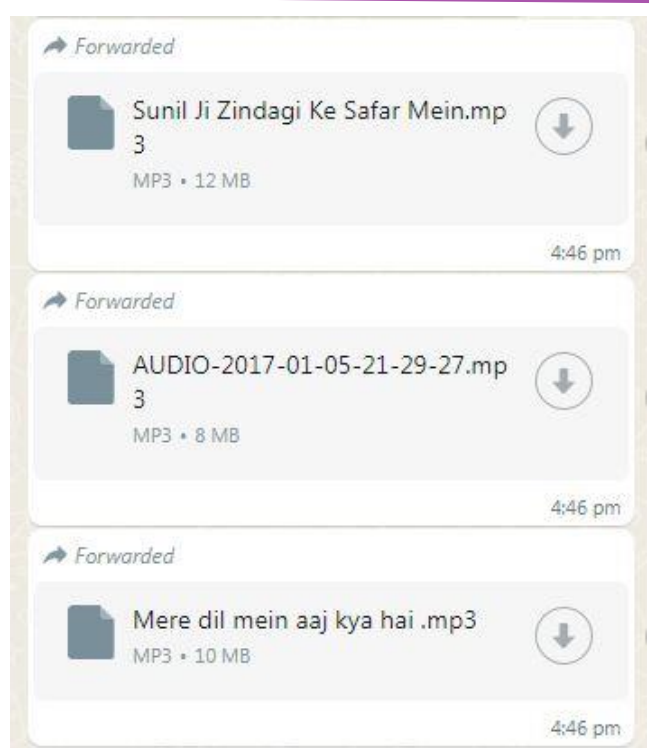 Forwarded
Sunil Ji Zindagi Ke Safar Mein.mp
3
MP3 • 12 MB
4:46 pm
Forwarded
AUDIO-2017-01-05-21-29-27.mp
3
MP3 • 8 MB
4:46 pm
Forwarded
Mere dil mein aaj kya hai .mp3
MP3 • 10 MB
4:46 pm